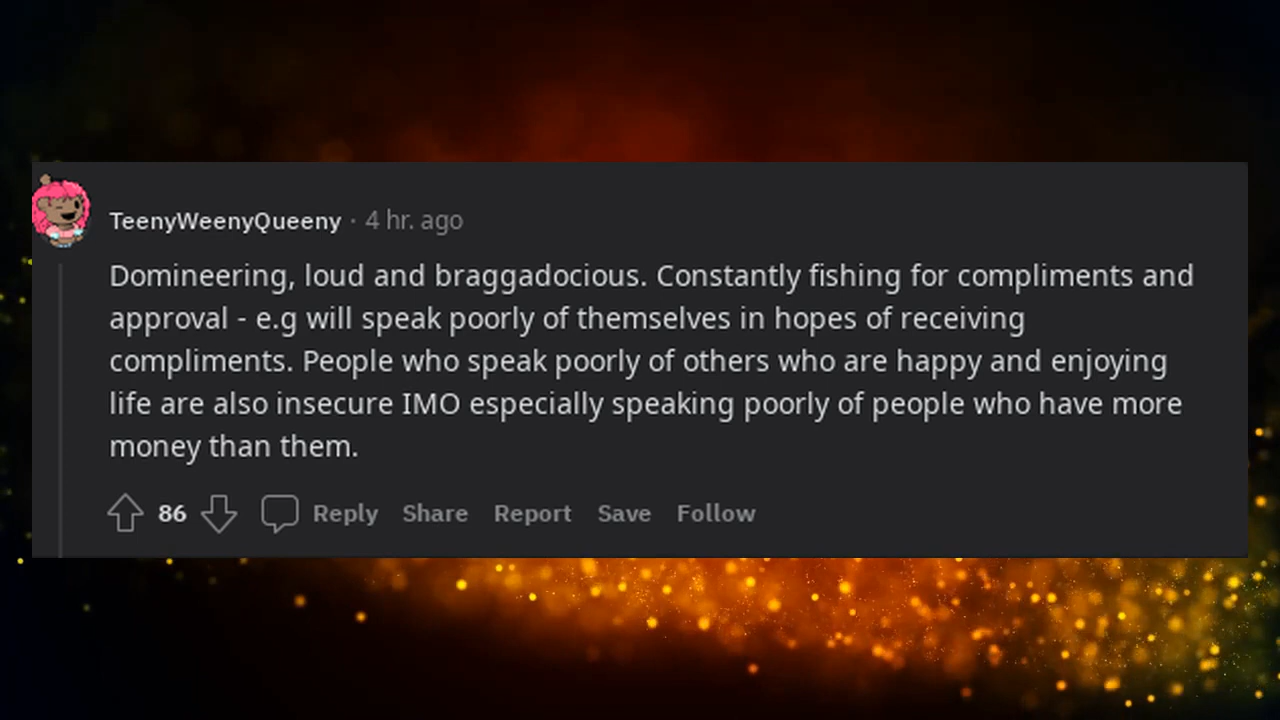 TeenyWeenyQueeny · 4 hr. ago
Domineering, loud and braggadocious. Constantly fishing for compliments and
approval - e.g will speak poorly of themselves in hopes of receiving
compliments. People who speak poorly of others who are happy and enjoying
life are also insecure IMO especially speaking poorly of people who have more
money than them.
86 Reply Share Report Save Follow